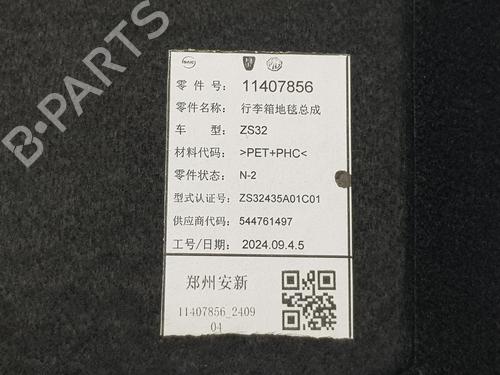 零 件 号: 11407856
零件名称: 行李箱地毯总成
车 型: ZS32
材料代码: >PET+PHC<
零件状态: N-2
型式认证号: ZS32435A01C01
供应商代码: 544761497
工号/日期: 2024.09.4.5
郑州安新
11407856_2409
04
B-PARTS